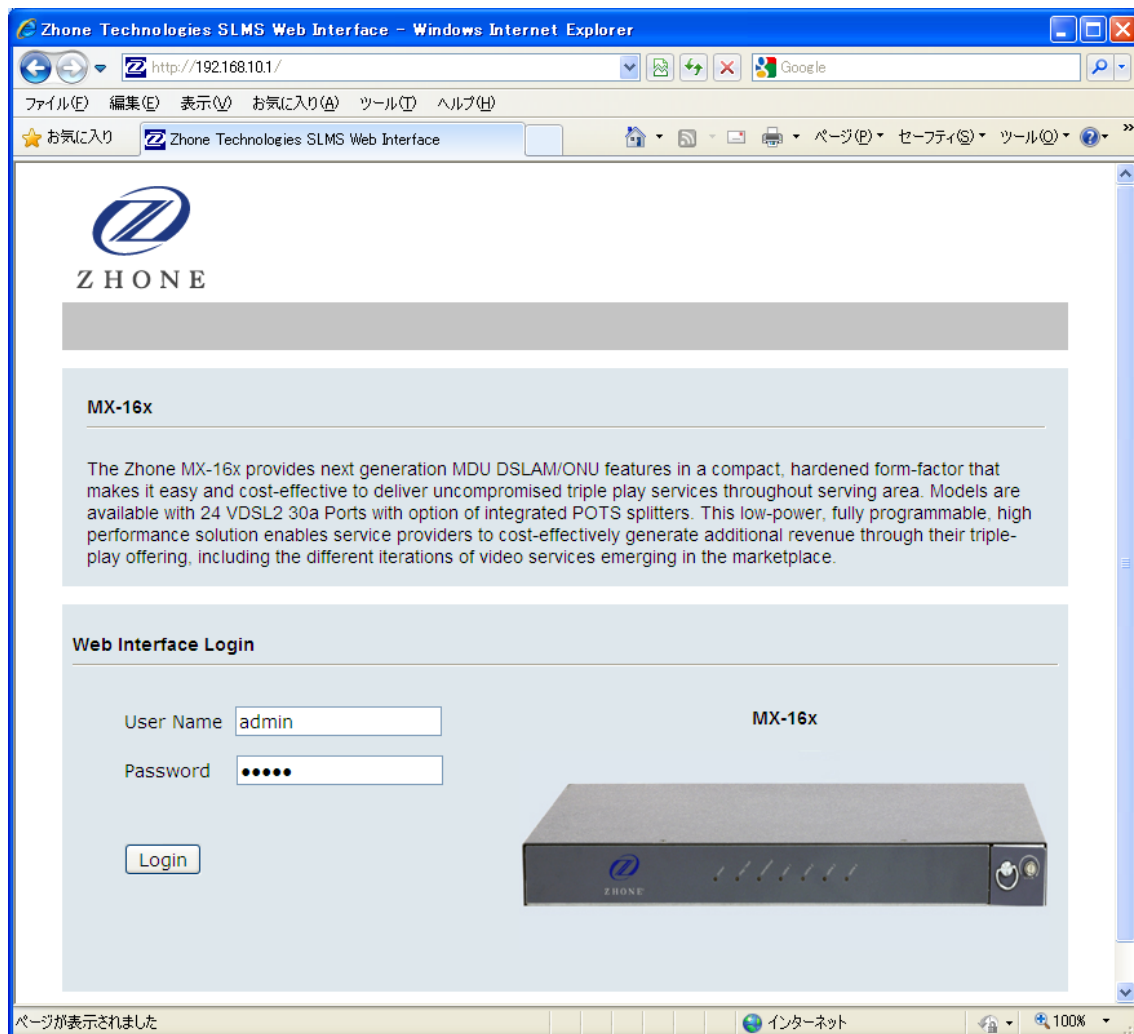 Zhone Technologies SLMS Web Interface - Windows Internet Explorer
http://192.168.10.1/
Google
ファイル(F) 編集(E) 表示(V) お気に入り(A) ツール(T) ヘルプ(H)
お気に入り Zhone Technologies SLMS Web Interface ページ(P) セーフティ(S) ツール(O)
ZHONE
MX-16x
The Zhone MX-16x provides next generation MDU DSLAM/ONU features in a compact, hardened form-factor that
makes it easy and cost-effective to deliver uncompromised triple play services throughout serving area. Models are
available with 24 VDSL2 30a Ports with option of integrated POTS splitters. This low-power, fully programmable, high
performance solution enables service providers to cost-effectively generate additional revenue through their triple-
play offering, including the different iterations of video services emerging in the marketplace.
Web Interface Login
User Name admin
MX-16x
Password •••••
Login
ZHONE
ページが表示されました インターネット 100%